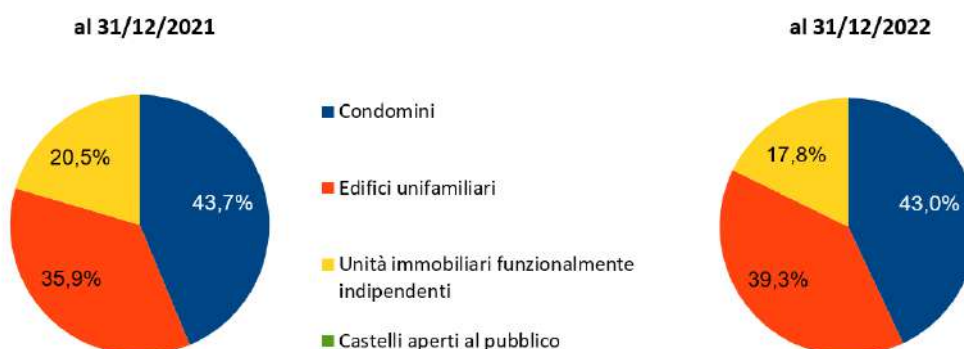 al 31/12/2021
al 31/12/2022
Condomini
Edifici unifamiliari
Unità immobiliari funzionalmente
indipendenti
Castelli aperti al pubblico
20,5%
43,7%
35,9%
17,8%
43,0%
39,3%